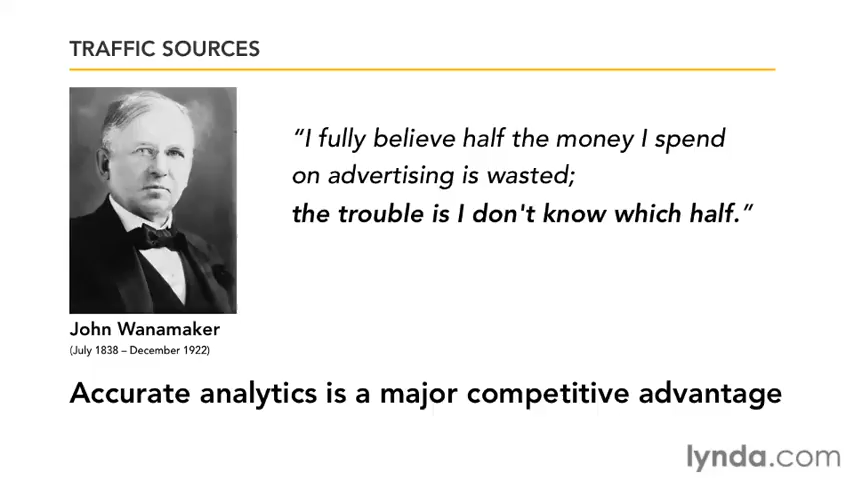 TRAFFIC SOURCES
“I fully believe half the money I spend
on advertising is wasted;
the trouble is I don't know which half.”
John Wanamaker
(July 1838 – December 1922)
Accurate analytics is a major competitive advantage
lynda.com